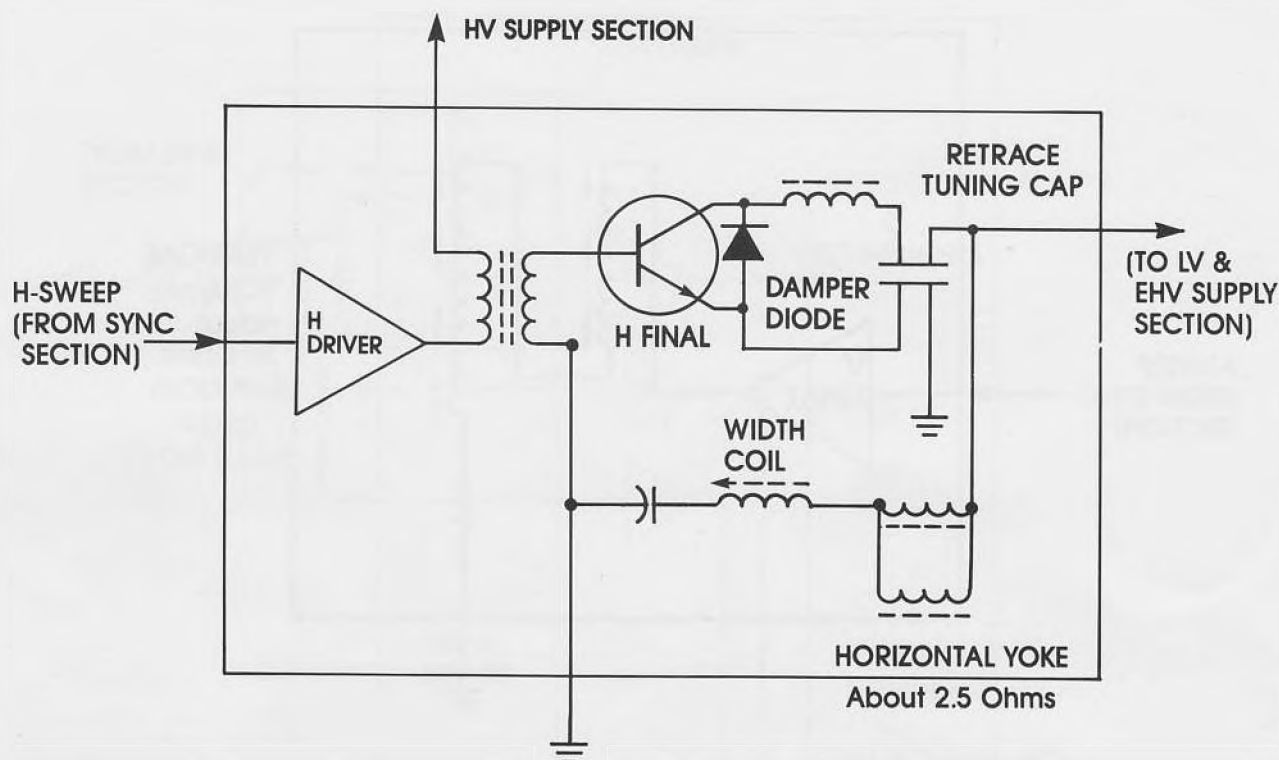 HV SUPPLY SECTION
RETRACE
TUNING CAP
H-SWEEP
(FROM SYNC
SECTION)
H
DRIVER
H FINAL
DAMPER
DIODE
(TO LV &
EHV SUPPLY
SECTION)
WIDTH
COIL
HORIZONTAL YOKE
About 2.5 Ohms